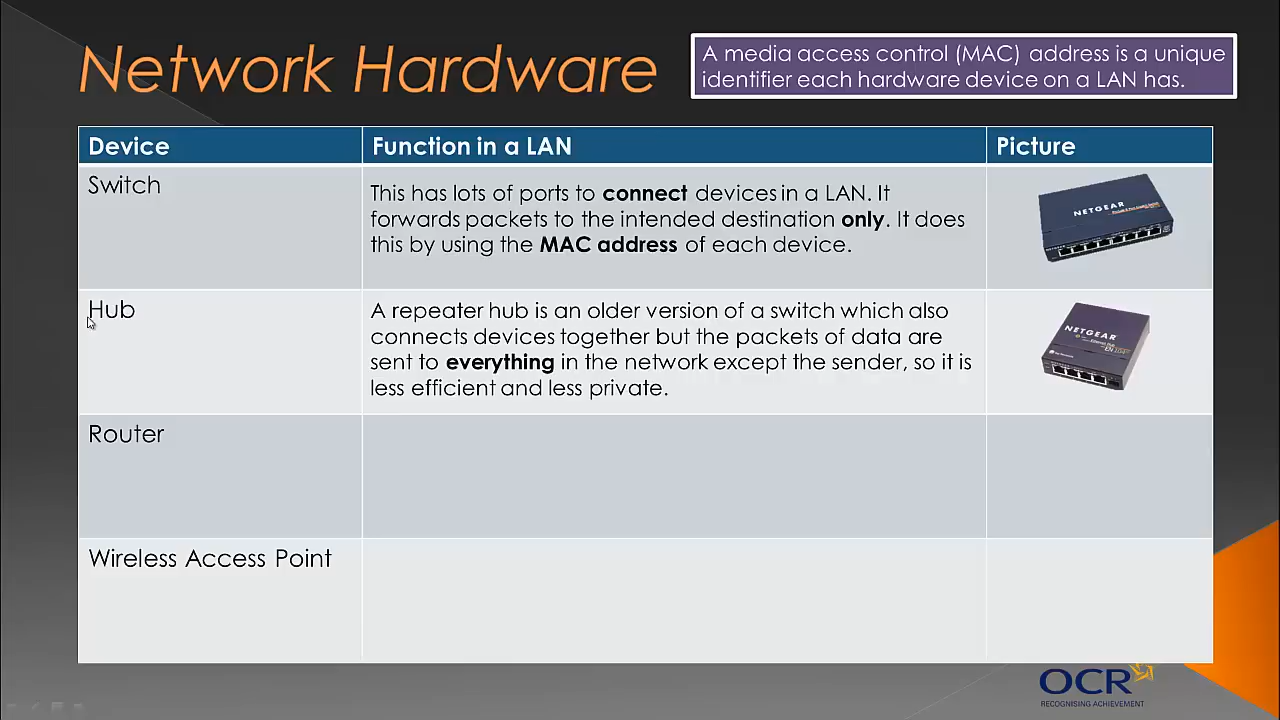 Network Hardware
A media access control (MAC) address is a unique
identifier each hardware device on a LAN has.
Device
Function in a LAN
Picture
Switch
This has lots of ports to connect devices in a LAN. It
forwards packets to the intended destination only. It does
this by using the MAC address of each device.
NETGEAR
Hub
A repeater hub is an older version of a switch which also
connects devices together but the packets of data are
sent to everything in the network except the sender, so it is
less efficient and less private.
NETGEAR
Router
Wireless Access Point
OCR
RECOGNISING ACHIEVEMENT